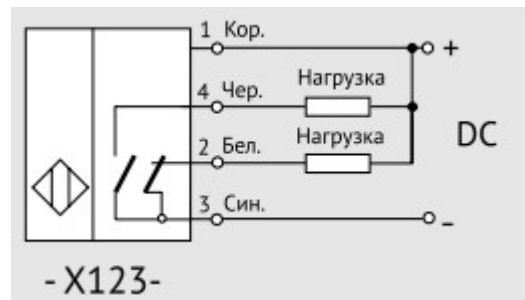 1 Кор.
+
4 Чер.
Нагрузка
2 Бел.
Нагрузка
DC
3 Син.
-
- X123-